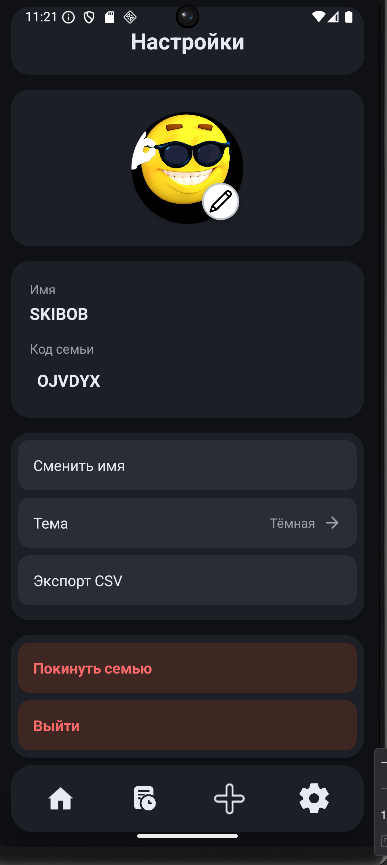 11:21
Настройки
Имя
SKIBOB
Код семьи
OJVDYX
Сменить имя
Тема Тёмная
Экспорт CSV
Покинуть семью
Выйти